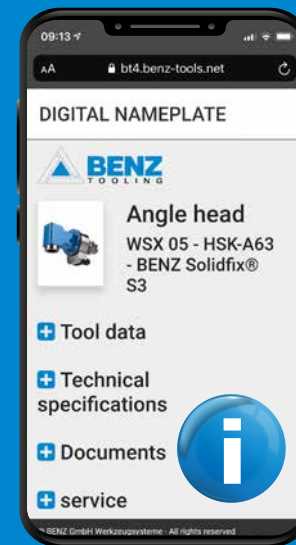 09:13
AA bt4.benz-tools.net
DIGITAL NAMEPLATE
BENZ
TOOLING
Angle head
WSX 05 - HSK-A63
- BENZ Solidfix®
S3
Tool data
Technical
specifications
Documents
service
i
BENZ GmbH Werkzeugsysteme · All rights reserved